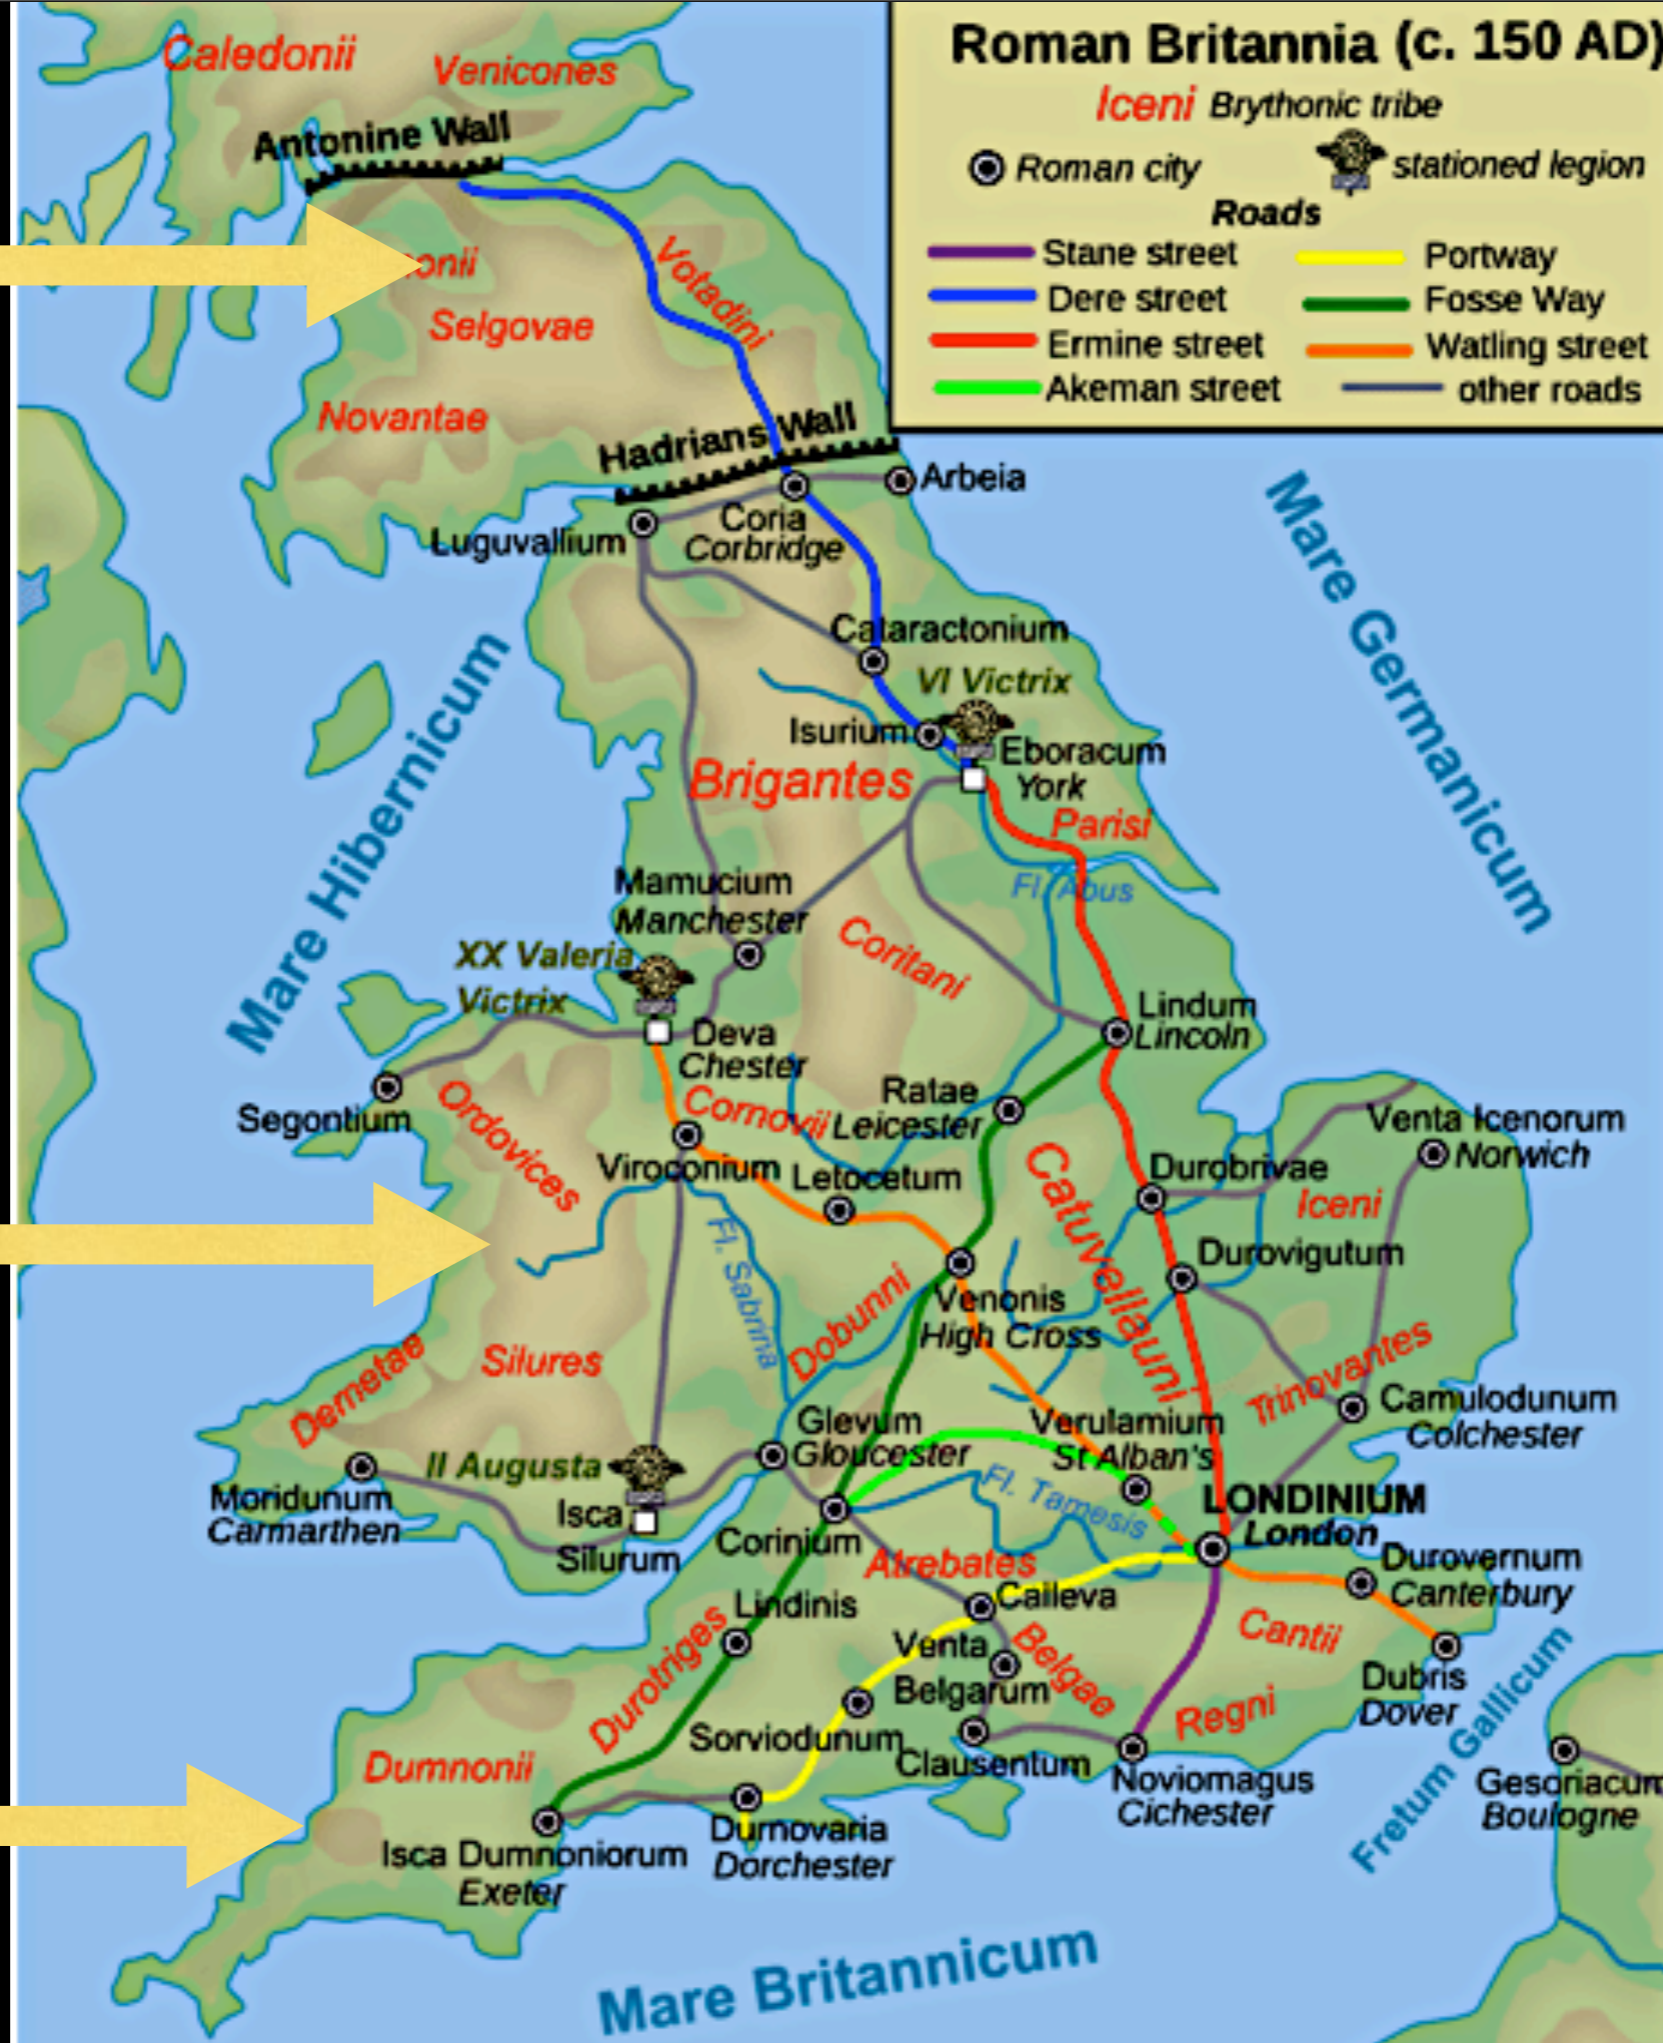 Roman Britannia (c. 150 AD)
Iceni Brythonic tribe
Roman city
stationed legion
Roads
Stane street
Portway
Dere street
Fosse Way
Ermine street
Watling street
Akeman street
other roads
Caledonii
Venicones
Antonine Wall
onii
Votadini
Selgovae
Novantae
Hadrians Wall
Arbeia
Luguvallium
Coria
Corbridge
Mare Germanicum
Cataractonium
VI Victrix
Isurium
Eboracum
York
Brigantes
Parisi
Mare Hibernicum
Fl. Abus
Mamucium
Manchester
Coritani
XX Valeria
Victrix
Deva
Chester
Lindum
Lincoln
Segontium
Ordovices
Cornovii
Ratae
Leicester
Venta Icenorum
Norwich
Viroconium
Letocetum
Catuvellauni
Durobrivae
Iceni
Fl. Sabrina
Durovigutum
Dobunni
Venonis
High Cross
Demetae
Silures
Trinovantes
Camulodunum
Colchester
Glevum
Gloucester
Verulamium
St Alban's
II Augusta
Moridunum
Carmarthen
Isca
Silurum
Fl. Tamesis
LONDINIUM
London
Corinium
Atrebates
Durovernum
Canterbury
Lindinis
Caileva
Cantii
Durotriges
Venta
Belgarum
Belgae
Regni
Dubris
Dover
Sorviodunum
Clausentum
Dumnonii
Noviomagus
Cichester
Fretum Gallicum
Gesoriacum
Boulogne
Isca Dumnoniorum
Exeter
Durnovaria
Dorchester
Mare Britannicum